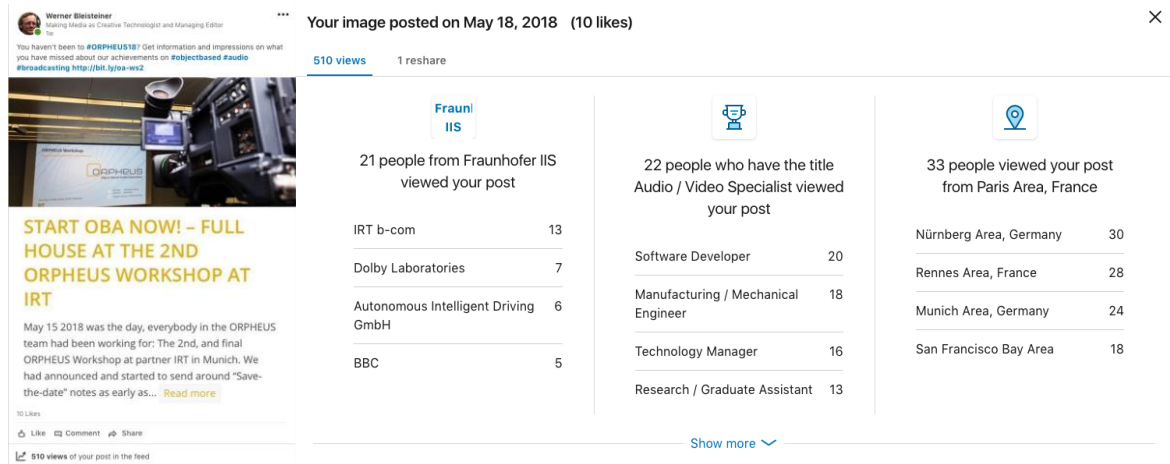 Werner Bleisteiner
Making Media as Creative Technologist and Managing Editor
1w
You haven't been to #ORPHEUS18? Get information and impressions on what
you have missed about our achievements on #objectbased #audio
#broadcasting http://bit.ly/oa-ws2
ORPHEUS Workshop
ORPHEUS
START OBA NOW! – FULL
HOUSE AT THE 2ND
ORPHEUS WORKSHOP AT
IRT
May 15 2018 was the day, everybody in the ORPHEUS
team had been working for: The 2nd, and final
ORPHEUS Workshop at partner IRT in Munich. We
had announced and started to send around “Save-
the-date” notes as early as... Read more
10 Likes
Like Comment Share
510 views of your post in the feed
Your image posted on May 18, 2018 (10 likes)
510 views
1 reshare
Fraun
IIS
21 people from Fraunhofer IIS
viewed your post
IRT b-com 13
Dolby Laboratories 7
Autonomous Intelligent Driving 6
GmbH
BBC 5
22 people who have the title
Audio / Video Specialist viewed
your post
Software Developer 20
Manufacturing / Mechanical 18
Engineer
Technology Manager 16
Research / Graduate Assistant 13
33 people viewed your post
from Paris Area, France
Nürnberg Area, Germany 30
Rennes Area, France 28
Munich Area, Germany 24
San Francisco Bay Area 18
Show more